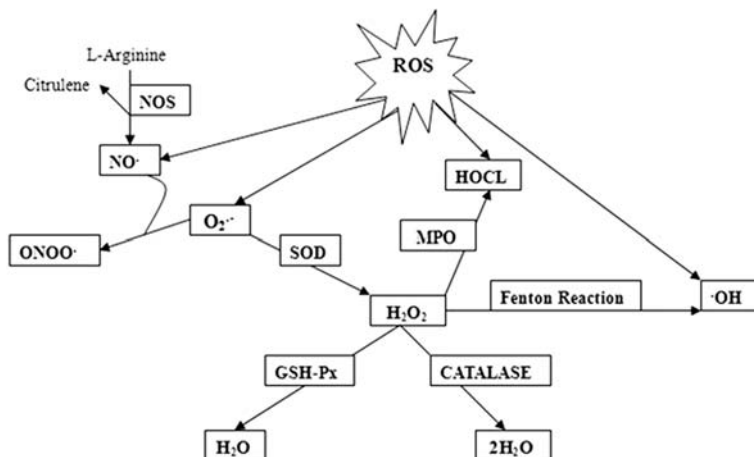 L-Arginine
ROS
Citrulene
NOS
NO·
HOCL
O₂·⁻
MPO
ONOO·
SOD
Fenton Reaction
·OH
H₂O₂
GSH-Px
CATALASE
H₂O
2H₂O